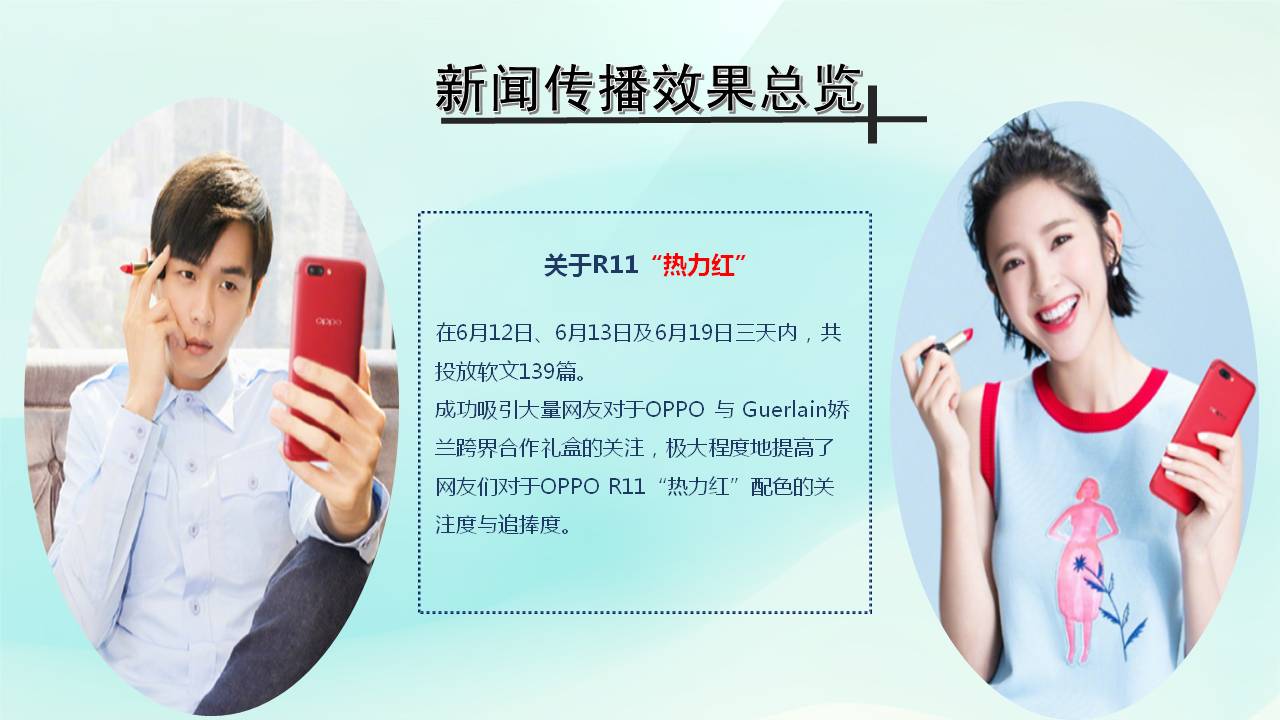 新闻传播效果总览
关于R11“热力红”
在6月12日、6月13日及6月19日三天内，共
投放软文139篇。
成功吸引大量网友对于OPPO 与 Guerlain娇
兰跨界合作礼盒的关注，极大程度地提高了
网友们对于OPPO R11“热力红”配色的关
注度与追捧度。
oppo
oppo